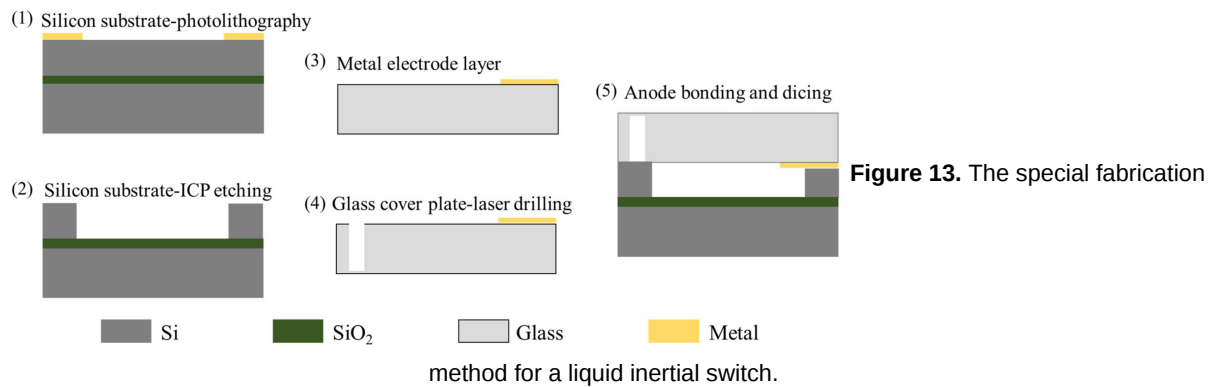 (1) Silicon substrate-photolithography
(2) Silicon substrate-ICP etching
(3) Metal electrode layer
(4) Glass cover plate-laser drilling
(5) Anode bonding and dicing
Si
SiO₂
Glass
Metal
Figure 13. The special fabrication
method for a liquid inertial switch.